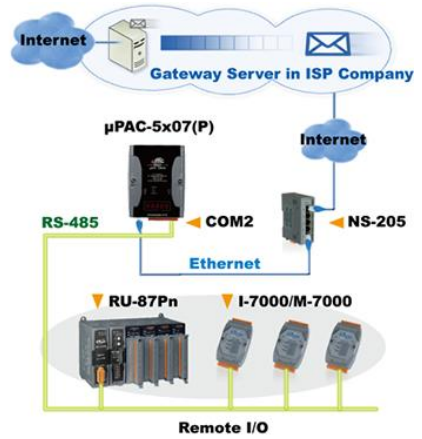 Internet
Gateway Server in ISP Company
µPAC-5x07(P)
Internet
RS-485
COM2
NS-205
Ethernet
RU-87Pn
I-7000/M-7000
Remote I/O